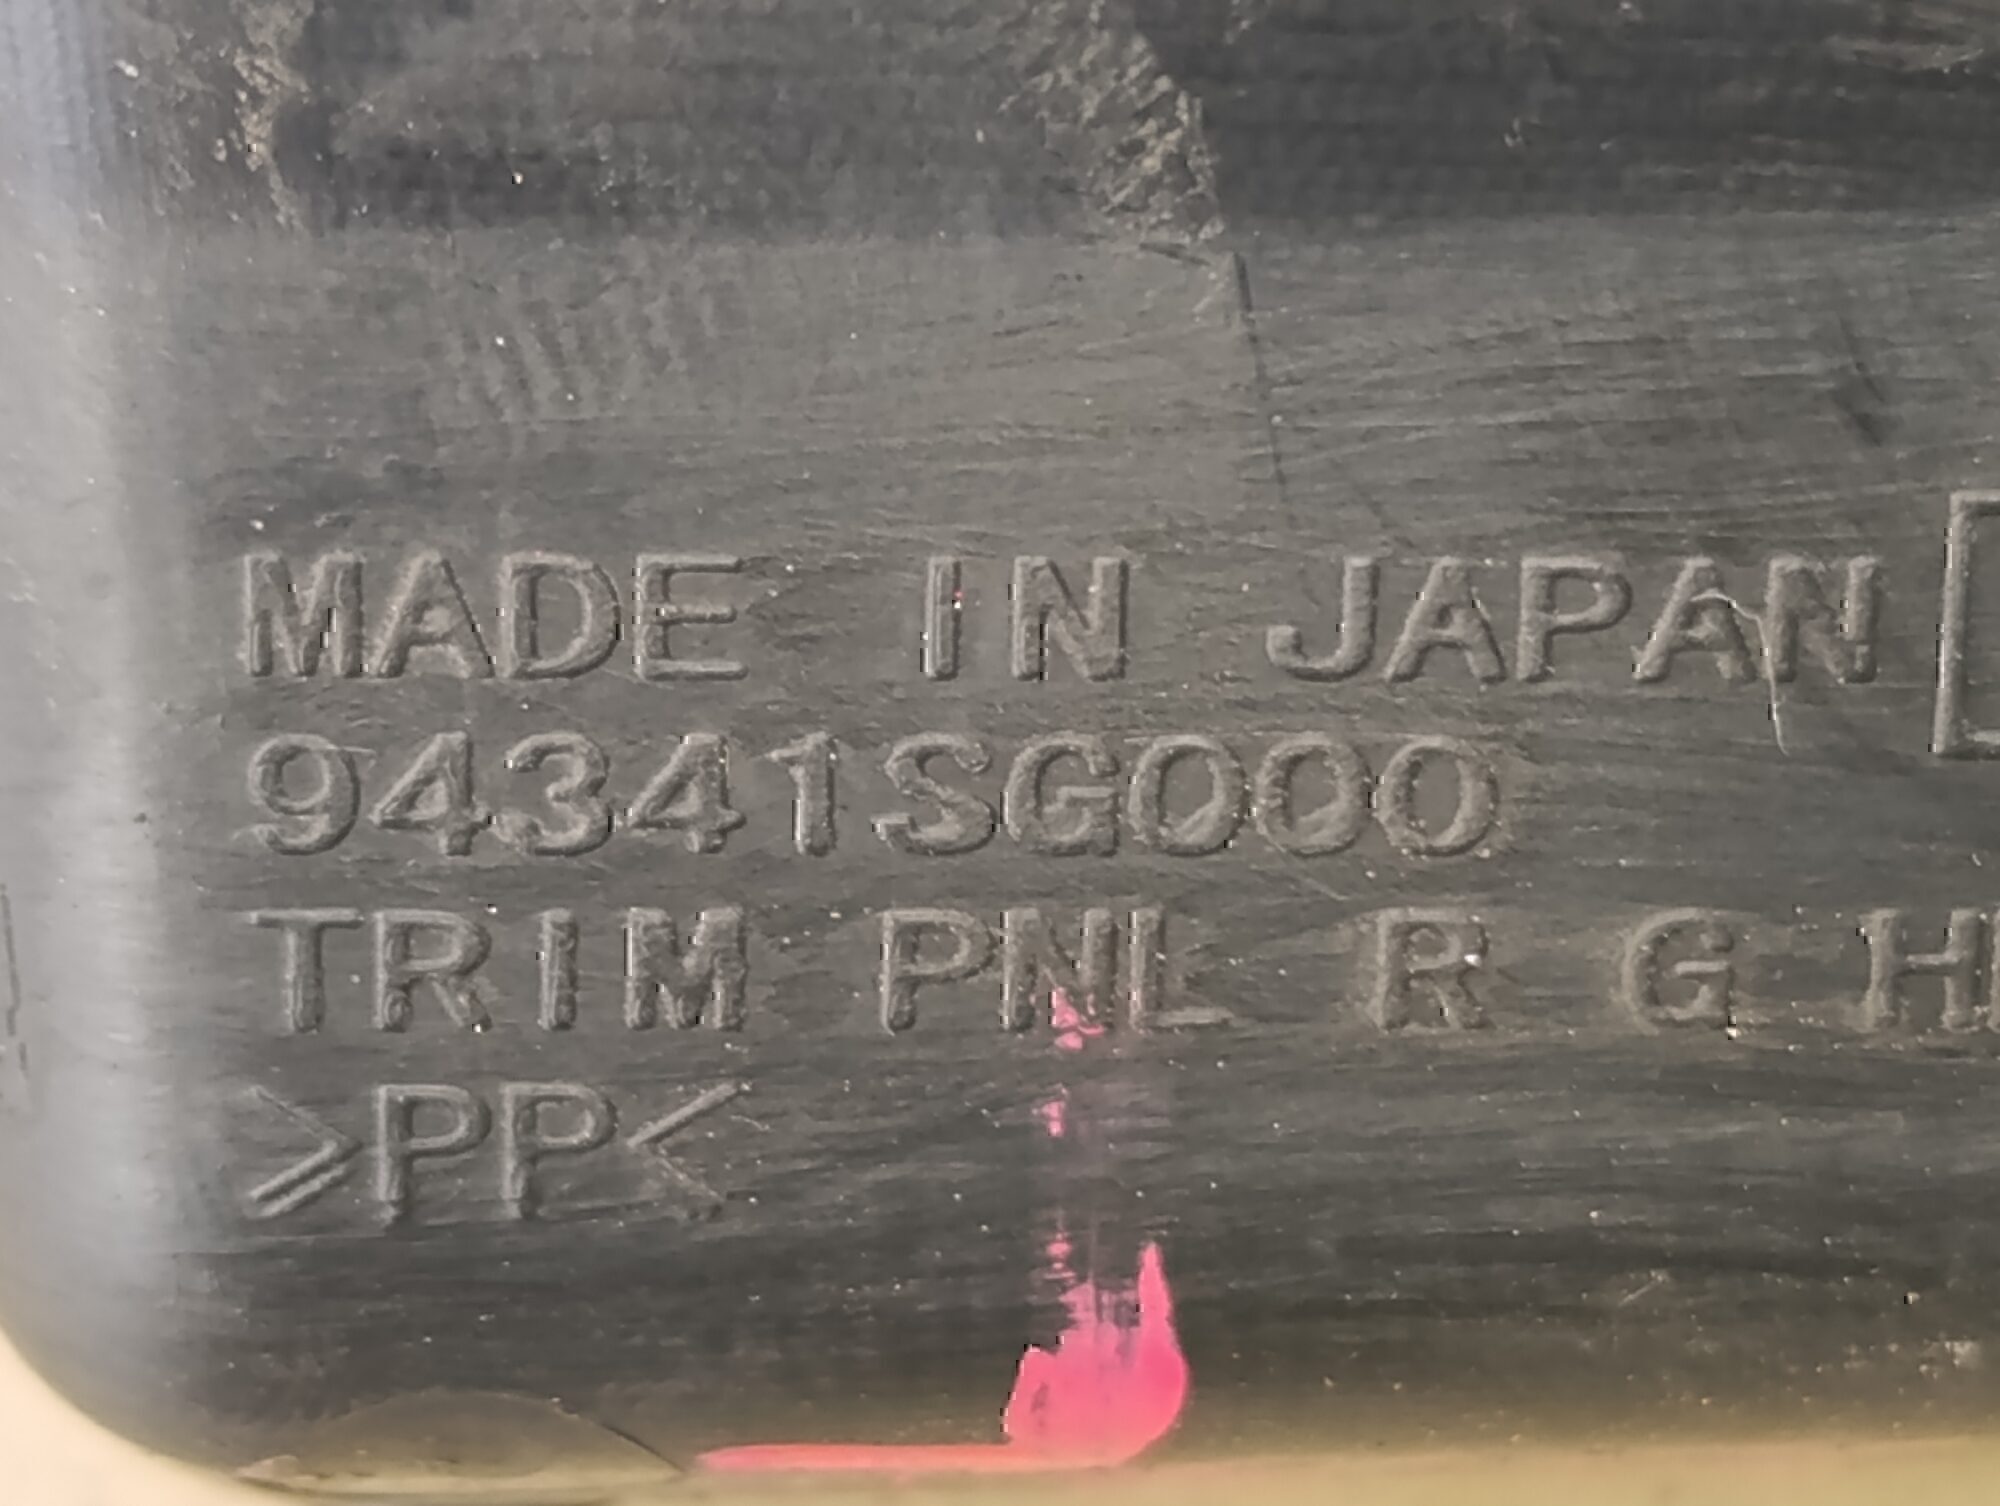 MADE IN JAPAN
94341SG000
TRIM PNL R G H
>PP<